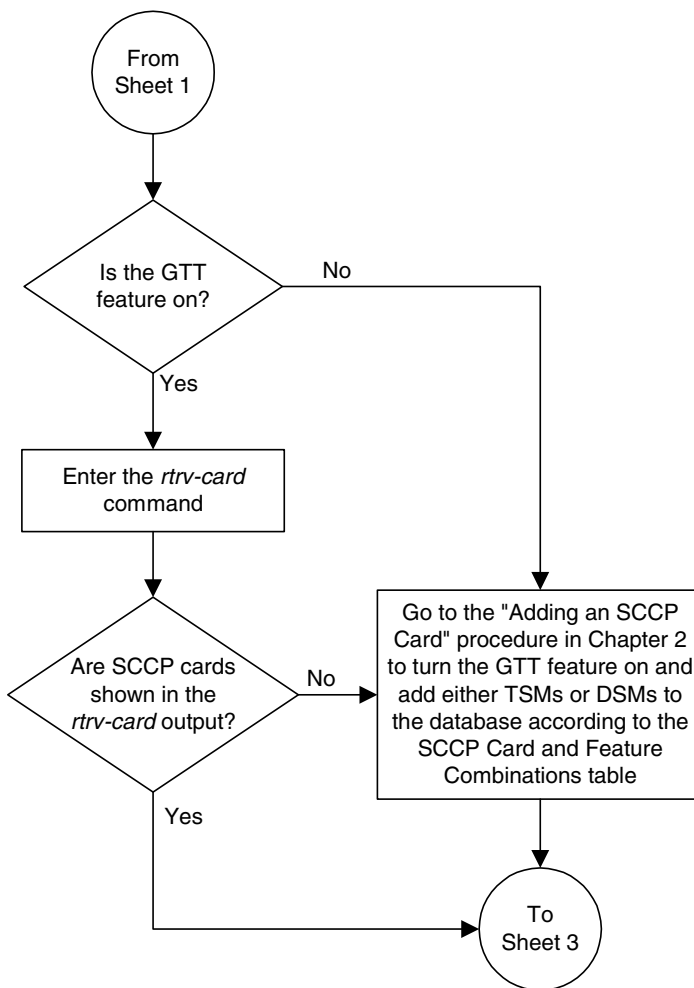 From
Sheet 1
Is the GTT
feature on?
No
Yes
Enter the rtrv-card
command
Are SCCP cards
shown in the
rtrv-card output?
No
Yes
Go to the "Adding an SCCP
Card" procedure in Chapter 2
to turn the GTT feature on and
add either TSMs or DSMs to
the database according to the
SCCP Card and Feature
Combinations table
To
Sheet 3